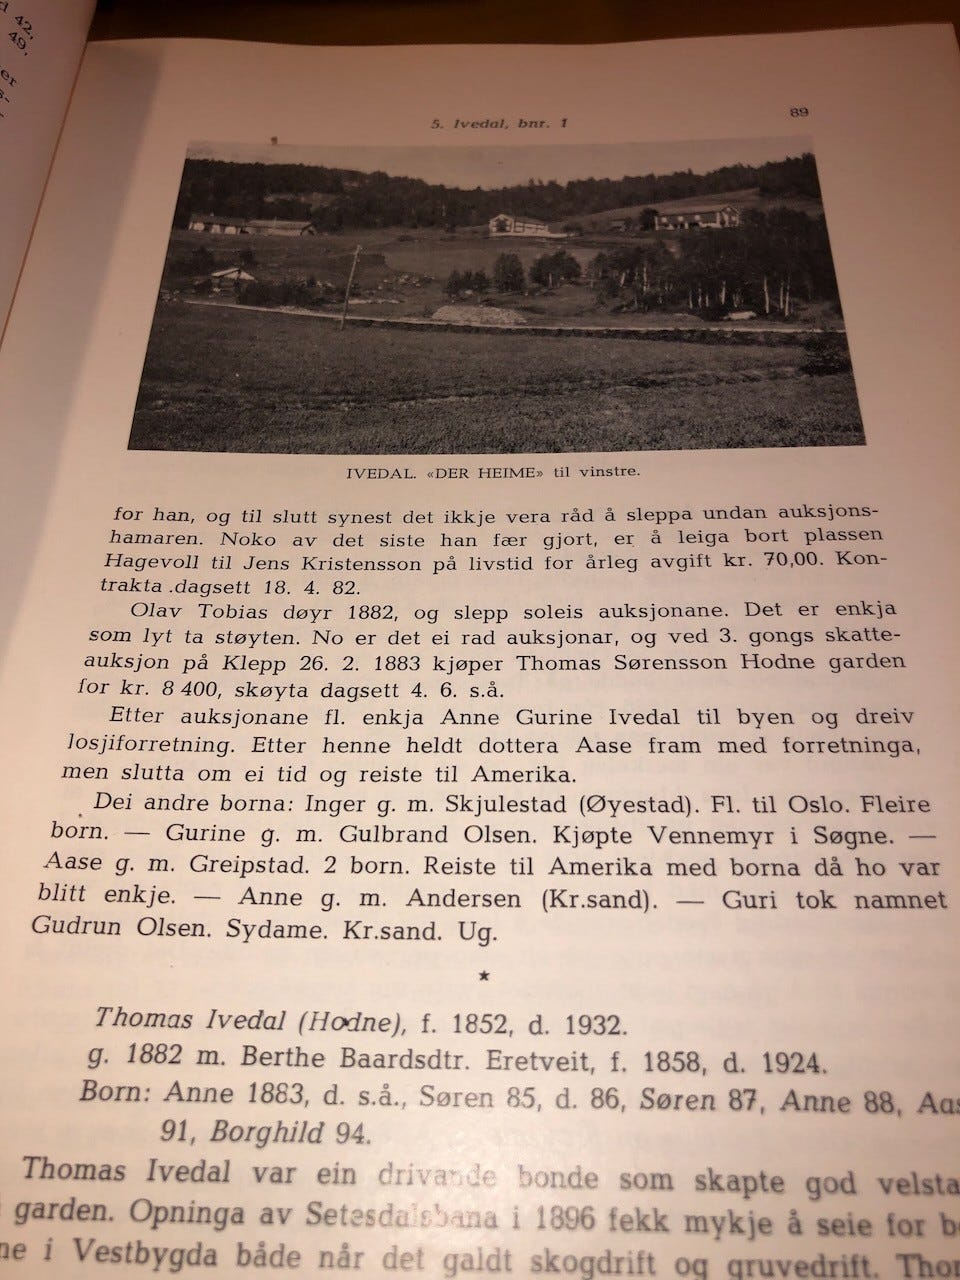 d 42,
49,
er
s-
5. Ivedal, bnr. 1
89
IVEDAL. «DER HEIME» til vinstre.
for han, og til slutt synest det ikkje vera råd å sleppa undan auksjons-
hamaren. Noko av det siste han fær gjort, er å leiga bort plassen
Hagevoll til Jens Kristensson på livstid for årleg avgift kr. 70,00. Kon-
trakta .dagsett 18. 4. 82.
Olav Tobias døyr 1882, og slepp soleis auksjonane. Det er enkja
som lyt ta støyten. No er det ei rad auksjonar, og ved 3. gongs skatte-
auksjon på Klepp 26. 2. 1883 kjøper Thomas Sørensson Hodne garden
for kr. 8 400, skøyta dagsett 4. 6. s.å.
Etter auksjonane fl. enkja Anne Gurine Ivedal til byen og dreiv
losjiforretning. Etter henne heldt dottera Aase fram med forretninga,
men slutta om ei tid og reiste til Amerika.
Dei andre borna: Inger g. m. Skjulestad (Øyestad). Fl. til Oslo. Fleire
born. — Gurine g. m. Gulbrand Olsen. Kjøpte Vennemyr i Søgne. —
Aase g. m. Greipstad. 2 born. Reiste til Amerika med borna då ho var
blitt enkje. — Anne g. m. Andersen (Kr.sand). — Guri tok namnet
Gudrun Olsen. Sydame. Kr.sand. Ug.
★
Thomas Ivedal (Hodne), f. 1852, d. 1932.
g. 1882 m. Berthe Baardsdtr. Eretveit, f. 1858, d. 1924.
Born: Anne 1883, d. s.å., Søren 85, d. 86, Søren 87, Anne 88, Aas
91, Borghild 94.
Thomas Ivedal var ein drivande bonde som skapte god velsta
garden. Opninga av Setesdalsbana i 1896 fekk mykje å seie for b
ne i Vestbygda både når det galdt skogdrift og gruvedrift. Thom